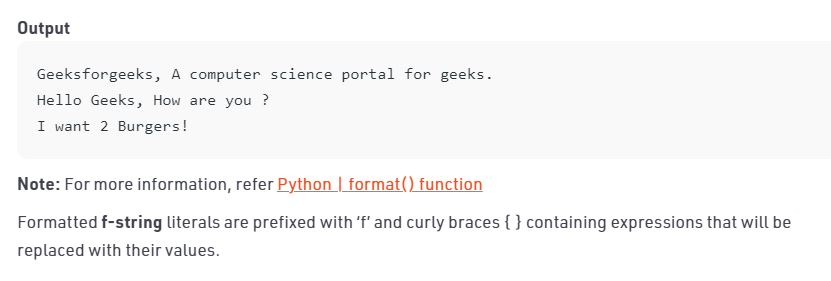 Output
Geeksforgeeks, A computer science portal for geeks.
Hello Geeks, How are you ?
I want 2 Burgers!
Note: For more information, refer Python | format() function
Formatted f-string literals are prefixed with ‘f’ and curly braces { } containing expressions that will be
replaced with their values.